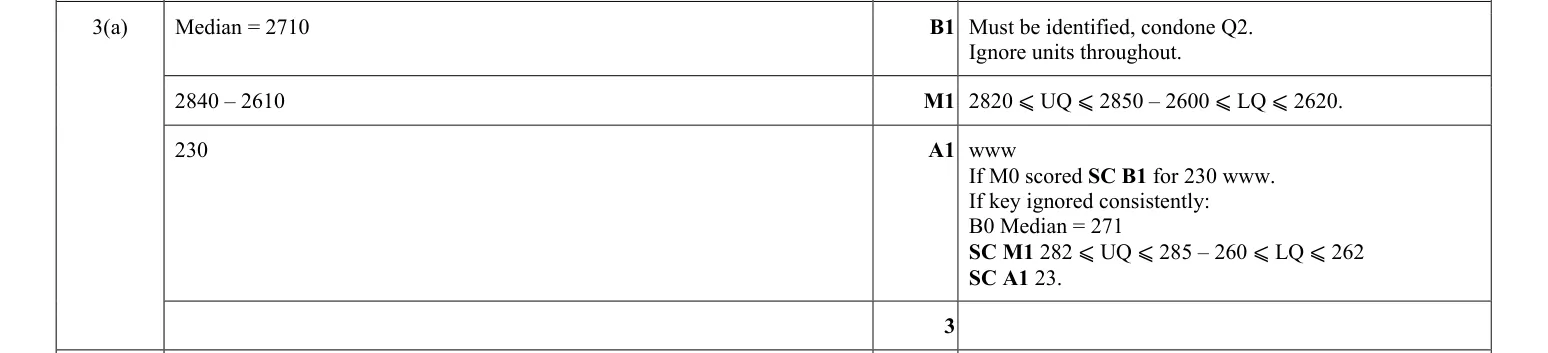 3(a) Median = 2710 B1 Must be identified, condone Q2.
Ignore units throughout.
2840 – 2610 M1 2820 ⩽ UQ ⩽ 2850 – 2600 ⩽ LQ ⩽ 2620.
230 A1 www
If M0 scored SC B1 for 230 www.
If key ignored consistently:
B0 Median = 271
SC M1 282 ⩽ UQ ⩽ 285 – 260 ⩽ LQ ⩽ 262
SC A1 23.
3